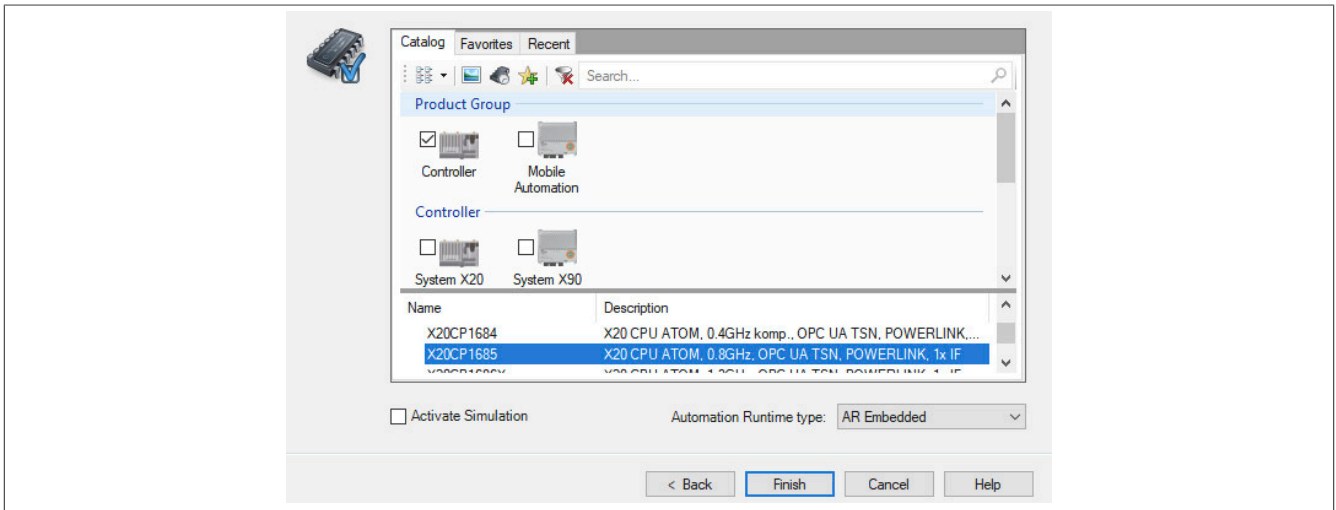 Catalog Favorites Recent
Search...
Product Group
Controller Mobile Automation
Controller
System X20 System X90
Name Description
X20CP1684 X20 CPU ATOM, 0.4GHz komp., OPC UA TSN, POWERLINK,...
X20CP1685 X20 CPU ATOM, 0.8GHz, OPC UA TSN, POWERLINK, 1x IF
Activate Simulation Automation Runtime type: AR Embedded
< Back Finish Cancel Help